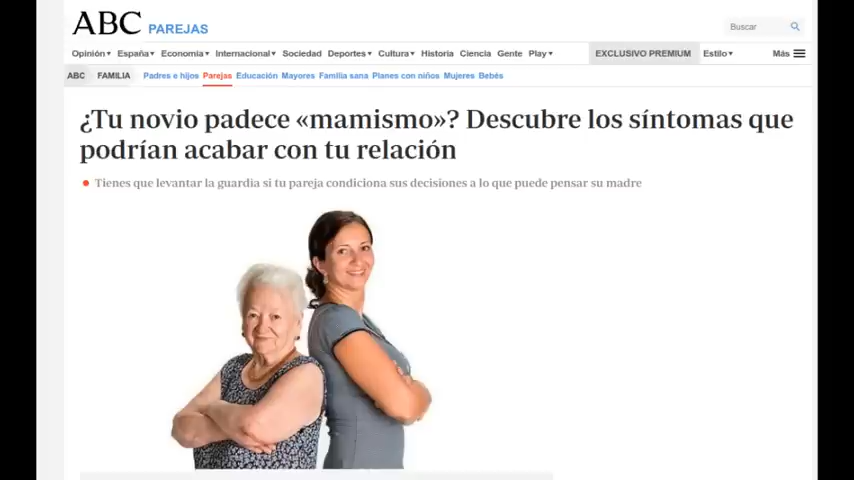 ABC PAREJAS
Buscar
Opinión España Economía Internacional Sociedad Deportes Cultura Historia Ciencia Gente Play EXCLUSIVO PREMIUM Estilo Más
ABC FAMILIA Padres e hijos Parejas Educación Mayores Familia sana Planes con niños Mujeres Bebés
¿Tu novio padece «mamismo»? Descubre los síntomas que
podrían acabar con tu relación
Tienes que levantar la guardia si tu pareja condiciona sus decisiones a lo que puede pensar su madre